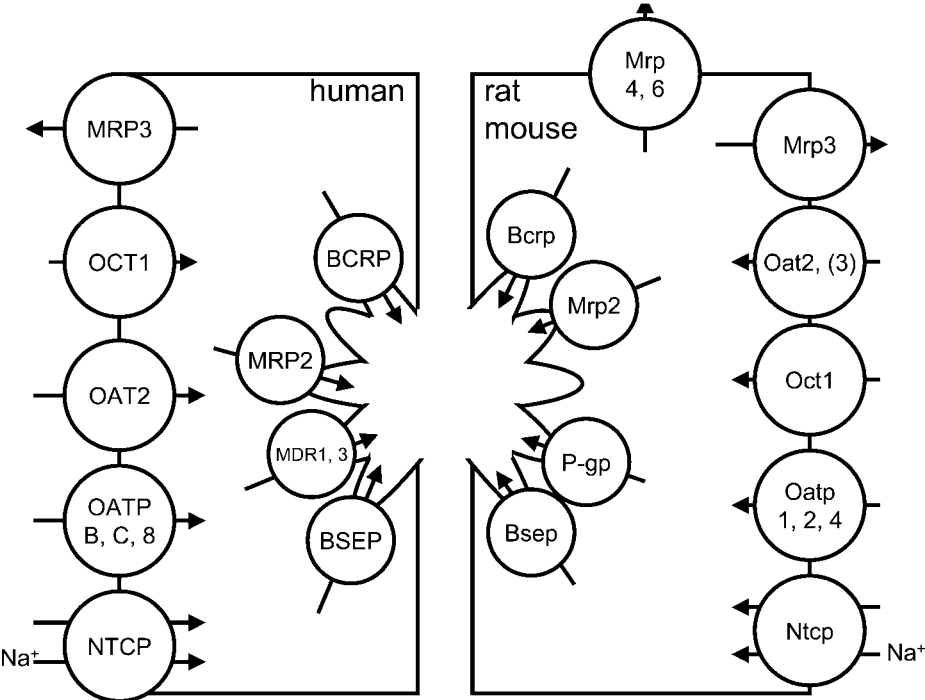 human
MRP3
OCT1
OAT2
OATP
B, C, 8
NTCP
Na⁺
BCRP
MRP2
MDR1, 3
BSEP
rat
mouse
Mrp
4, 6
Mrp3
Oat2, (3)
Oct1
Oatp
1, 2, 4
Ntcp
Na⁺
Bcrp
Mrp2
P-gp
Bsep